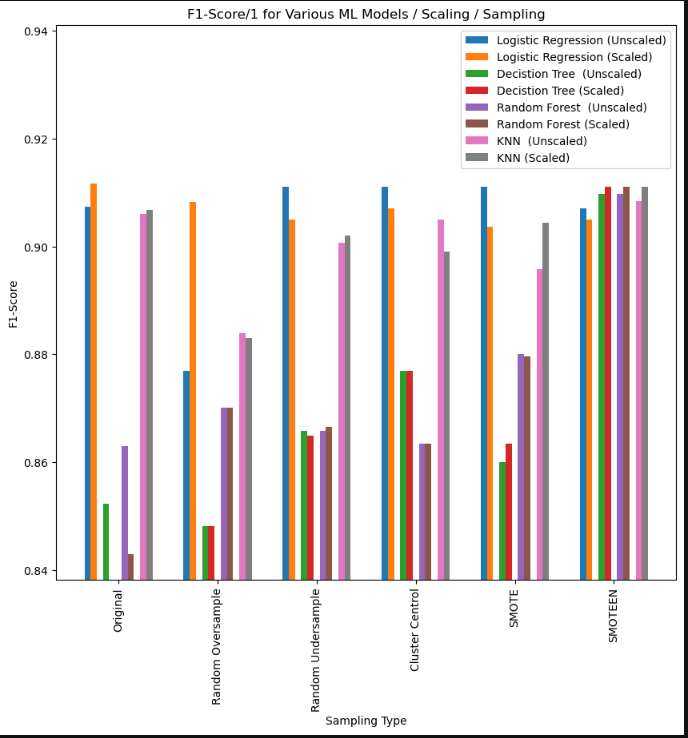 F1-Score/1 for Various ML Models / Scaling / Sampling
Logistic Regression (Unscaled)
Logistic Regression (Scaled)
Decistion Tree  (Unscaled)
Decistion Tree (Scaled)
Random Forest  (Unscaled)
Random Forest (Scaled)
KNN  (Unscaled)
KNN (Scaled)
F1-Score
0.94
0.92
0.90
0.88
0.86
0.84
Original
Random Oversample
Random Undersample
Cluster Centrol
SMOTE
SMOTEEN
Sampling Type